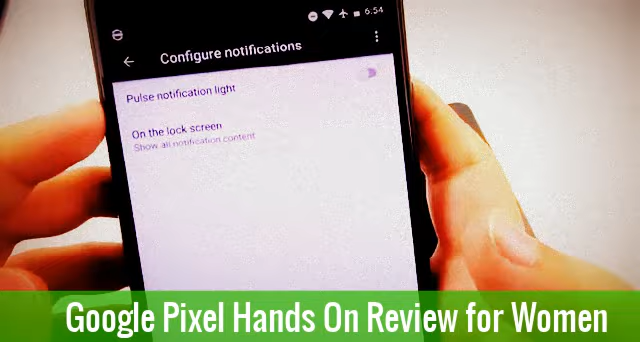 6:54
Configure notifications
Pulse notification light
On the lock screen
Show all notification content
Google Pixel Hands On Review for Women